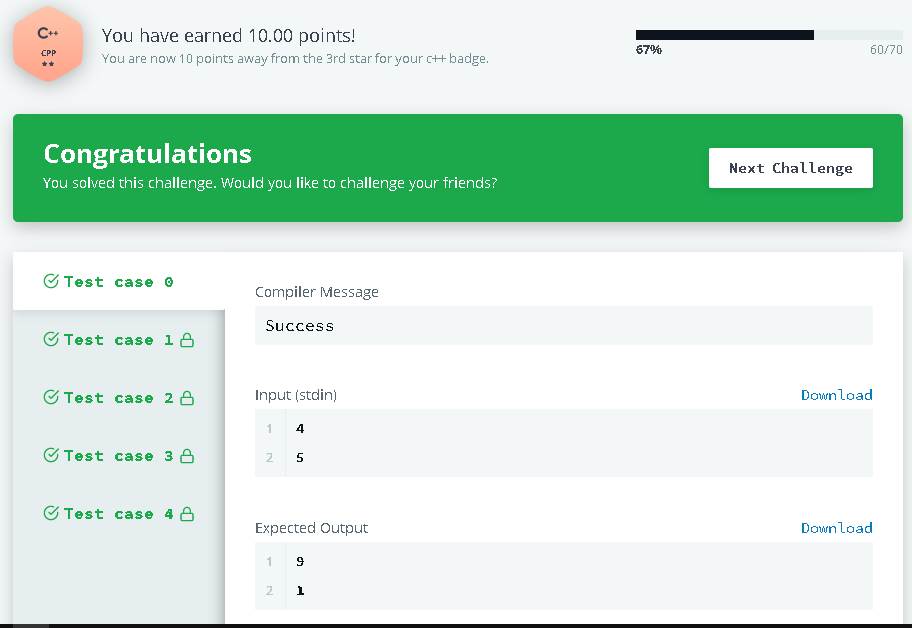 C++
CPP
★★
You have earned 10.00 points!
You are now 10 points away from the 3rd star for your c++ badge.
67%
60/70
Congratulations
You solved this challenge. Would you like to challenge your friends?
Next Challenge
Test case 0
Test case 1
Test case 2
Test case 3
Test case 4
Compiler Message
Success
Input (stdin)
Download
1 4
2 5
Expected Output
Download
1 9
2 1